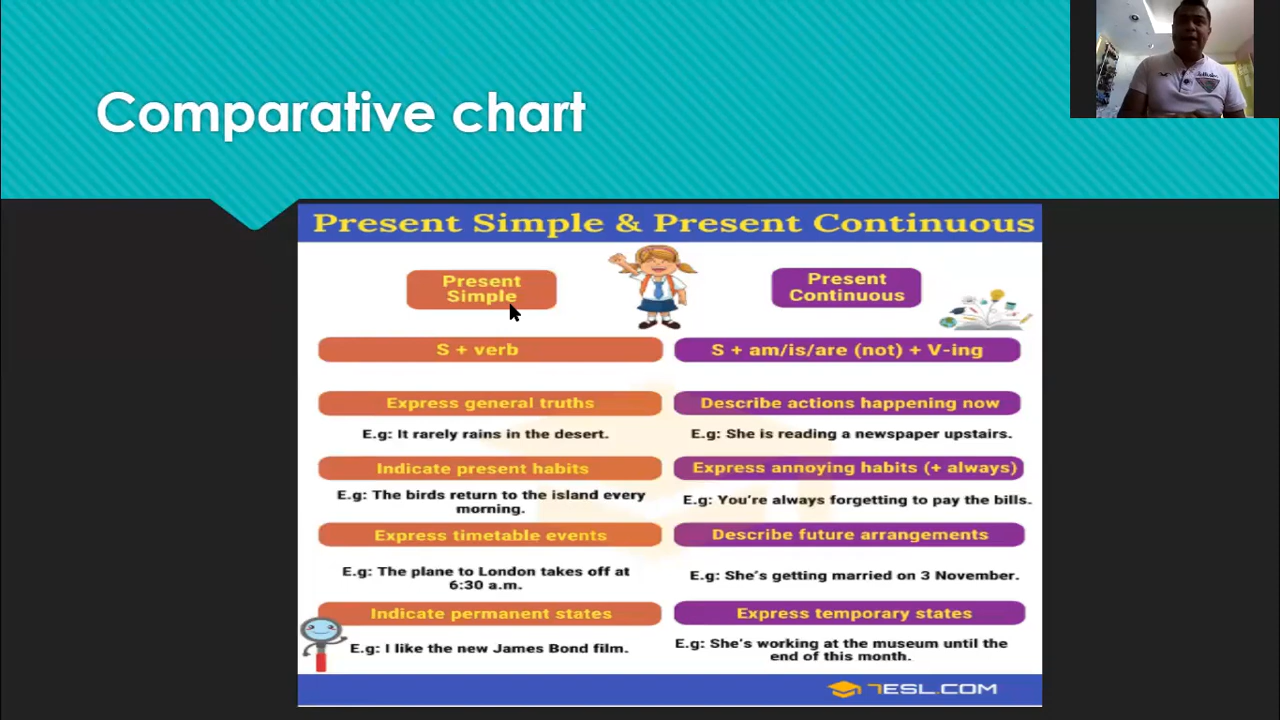 Comparative chart
Present Simple & Present Continuous
Present
Simple
Present
Continuous
S + verb
S + am/is/are (not) + V-ing
Express general truths
Describe actions happening now
E.g: It rarely rains in the desert.
E.g: She is reading a newspaper upstairs.
Indicate present habits
Express annoying habits (+ always)
E.g: The birds return to the island every
morning.
E.g: You're always forgetting to pay the bills.
Express timetable events
Describe future arrangements
E.g: The plane to London takes off at
6:30 a.m.
E.g: She's getting married on 3 November.
Indicate permanent states
Express temporary states
E.g: I like the new James Bond film.
E.g: She's working at the museum until the
end of this month.
7ESL.COM